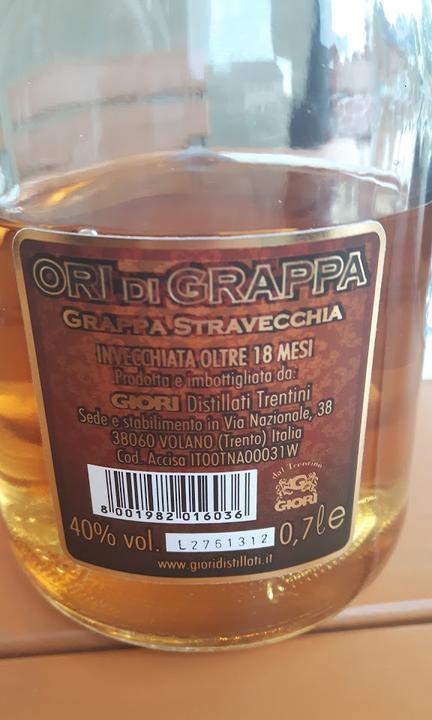 ORI DI GRAPPA
GRAPPA STRAVECCHIA
INVECCHIATA OLTRE 18 MESI
Prodotta e imbottigliata da:
GIORI Distillati Trentini
Sede e stabilimento in Via Nazionale, 38
38060 VOLANO (Trento) Italia
Cod. Accisa IT00TNA00031W
dal Trentino
G
GIORI
8 001982 016036
40% vol. L2761312 0,7ℓe
www.gioridistillati.it